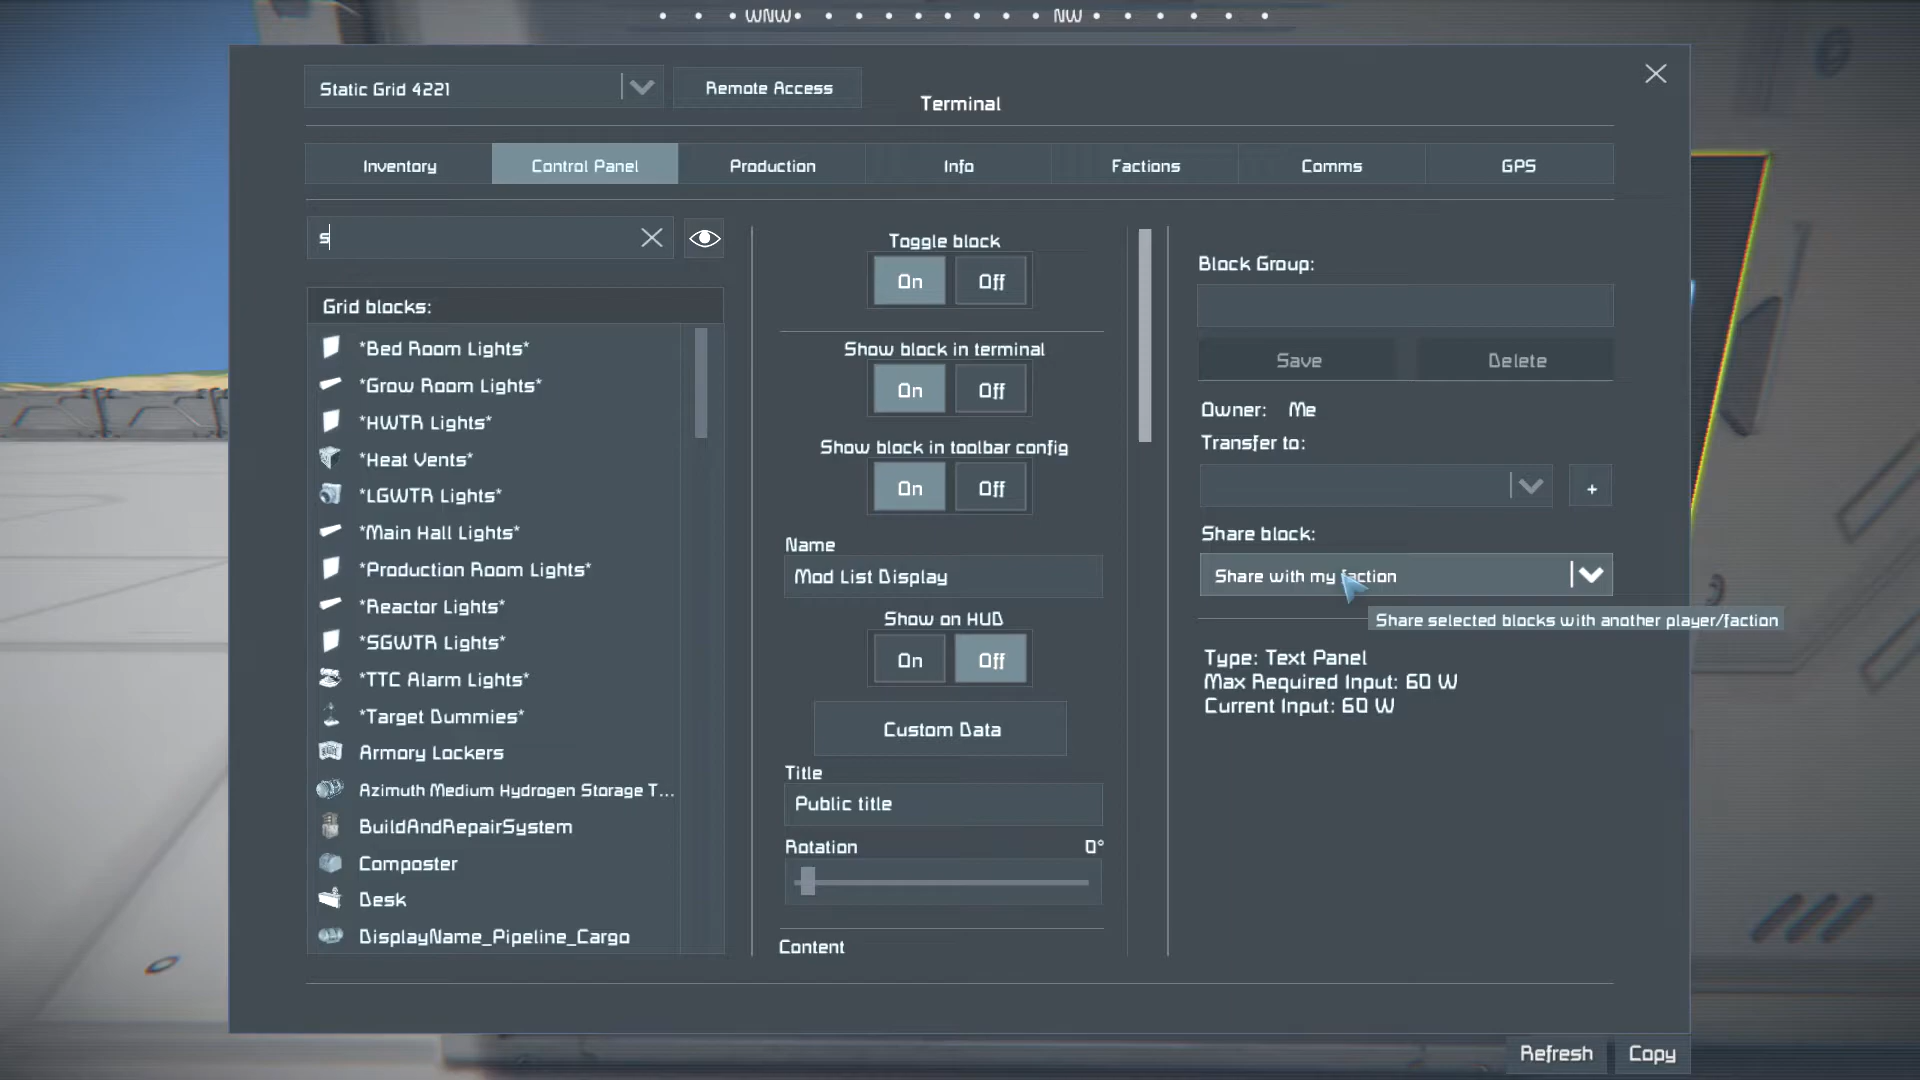 WNW NW
Static Grid 4221
Remote Access
Terminal
Inventory
Control Panel
Production
Info
Factions
Comms
GPS
s
Grid blocks:
*Bed Room Lights*
*Grow Room Lights*
*HWTR Lights*
*Heat Vents*
*LGWTR Lights*
*Main Hall Lights*
*Production Room Lights*
*Reactor Lights*
*SGWTR Lights*
*TTC Alarm Lights*
*Target Dummies*
Armory Lockers
Azimuth Medium Hydrogen Storage T...
BuildAndRepairSystem
Composter
Desk
DisplayName_Pipeline_Cargo
Toggle block
On Off
Show block in terminal
On Off
Show block in toolbar config
On Off
Name
Mod List Display
Show on HUD
On Off
Custom Data
Title
Public title
Rotation 0°
Content
Block Group:
Save Delete
Owner: Me
Transfer to:
+
Share block:
Share with my faction
Share selected blocks with another player/faction
Type: Text Panel
Max Required Input: 60 W
Current Input: 60 W
Refresh Copy